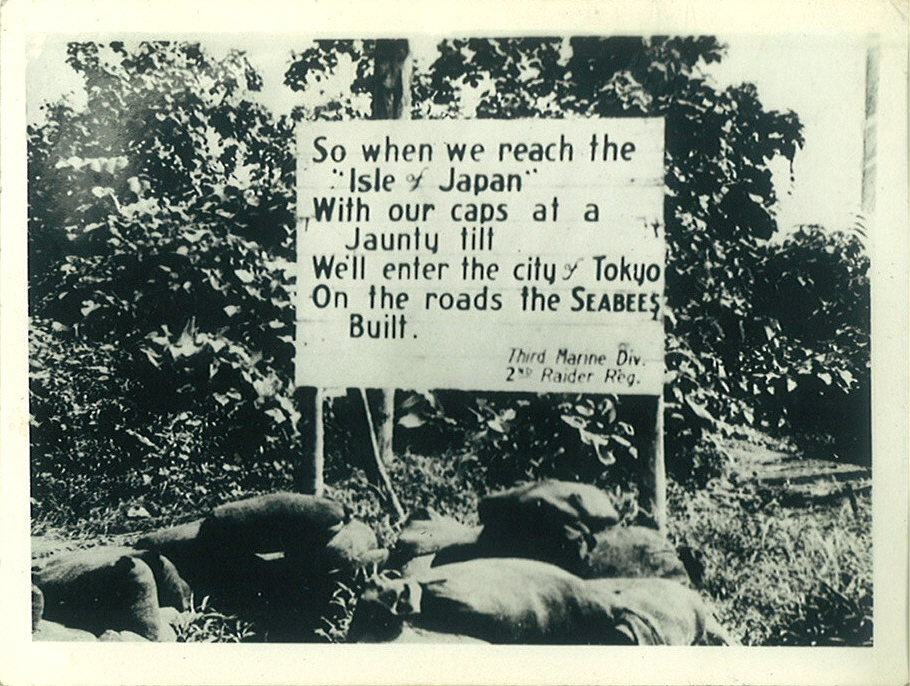 So when we reach the
"Isle of Japan"
With our caps at a
Jaunty tilt
We'll enter the city of Tokyo
On the roads the SEABEES
Built.
Third Marine Div.
2ND Raider Reg.